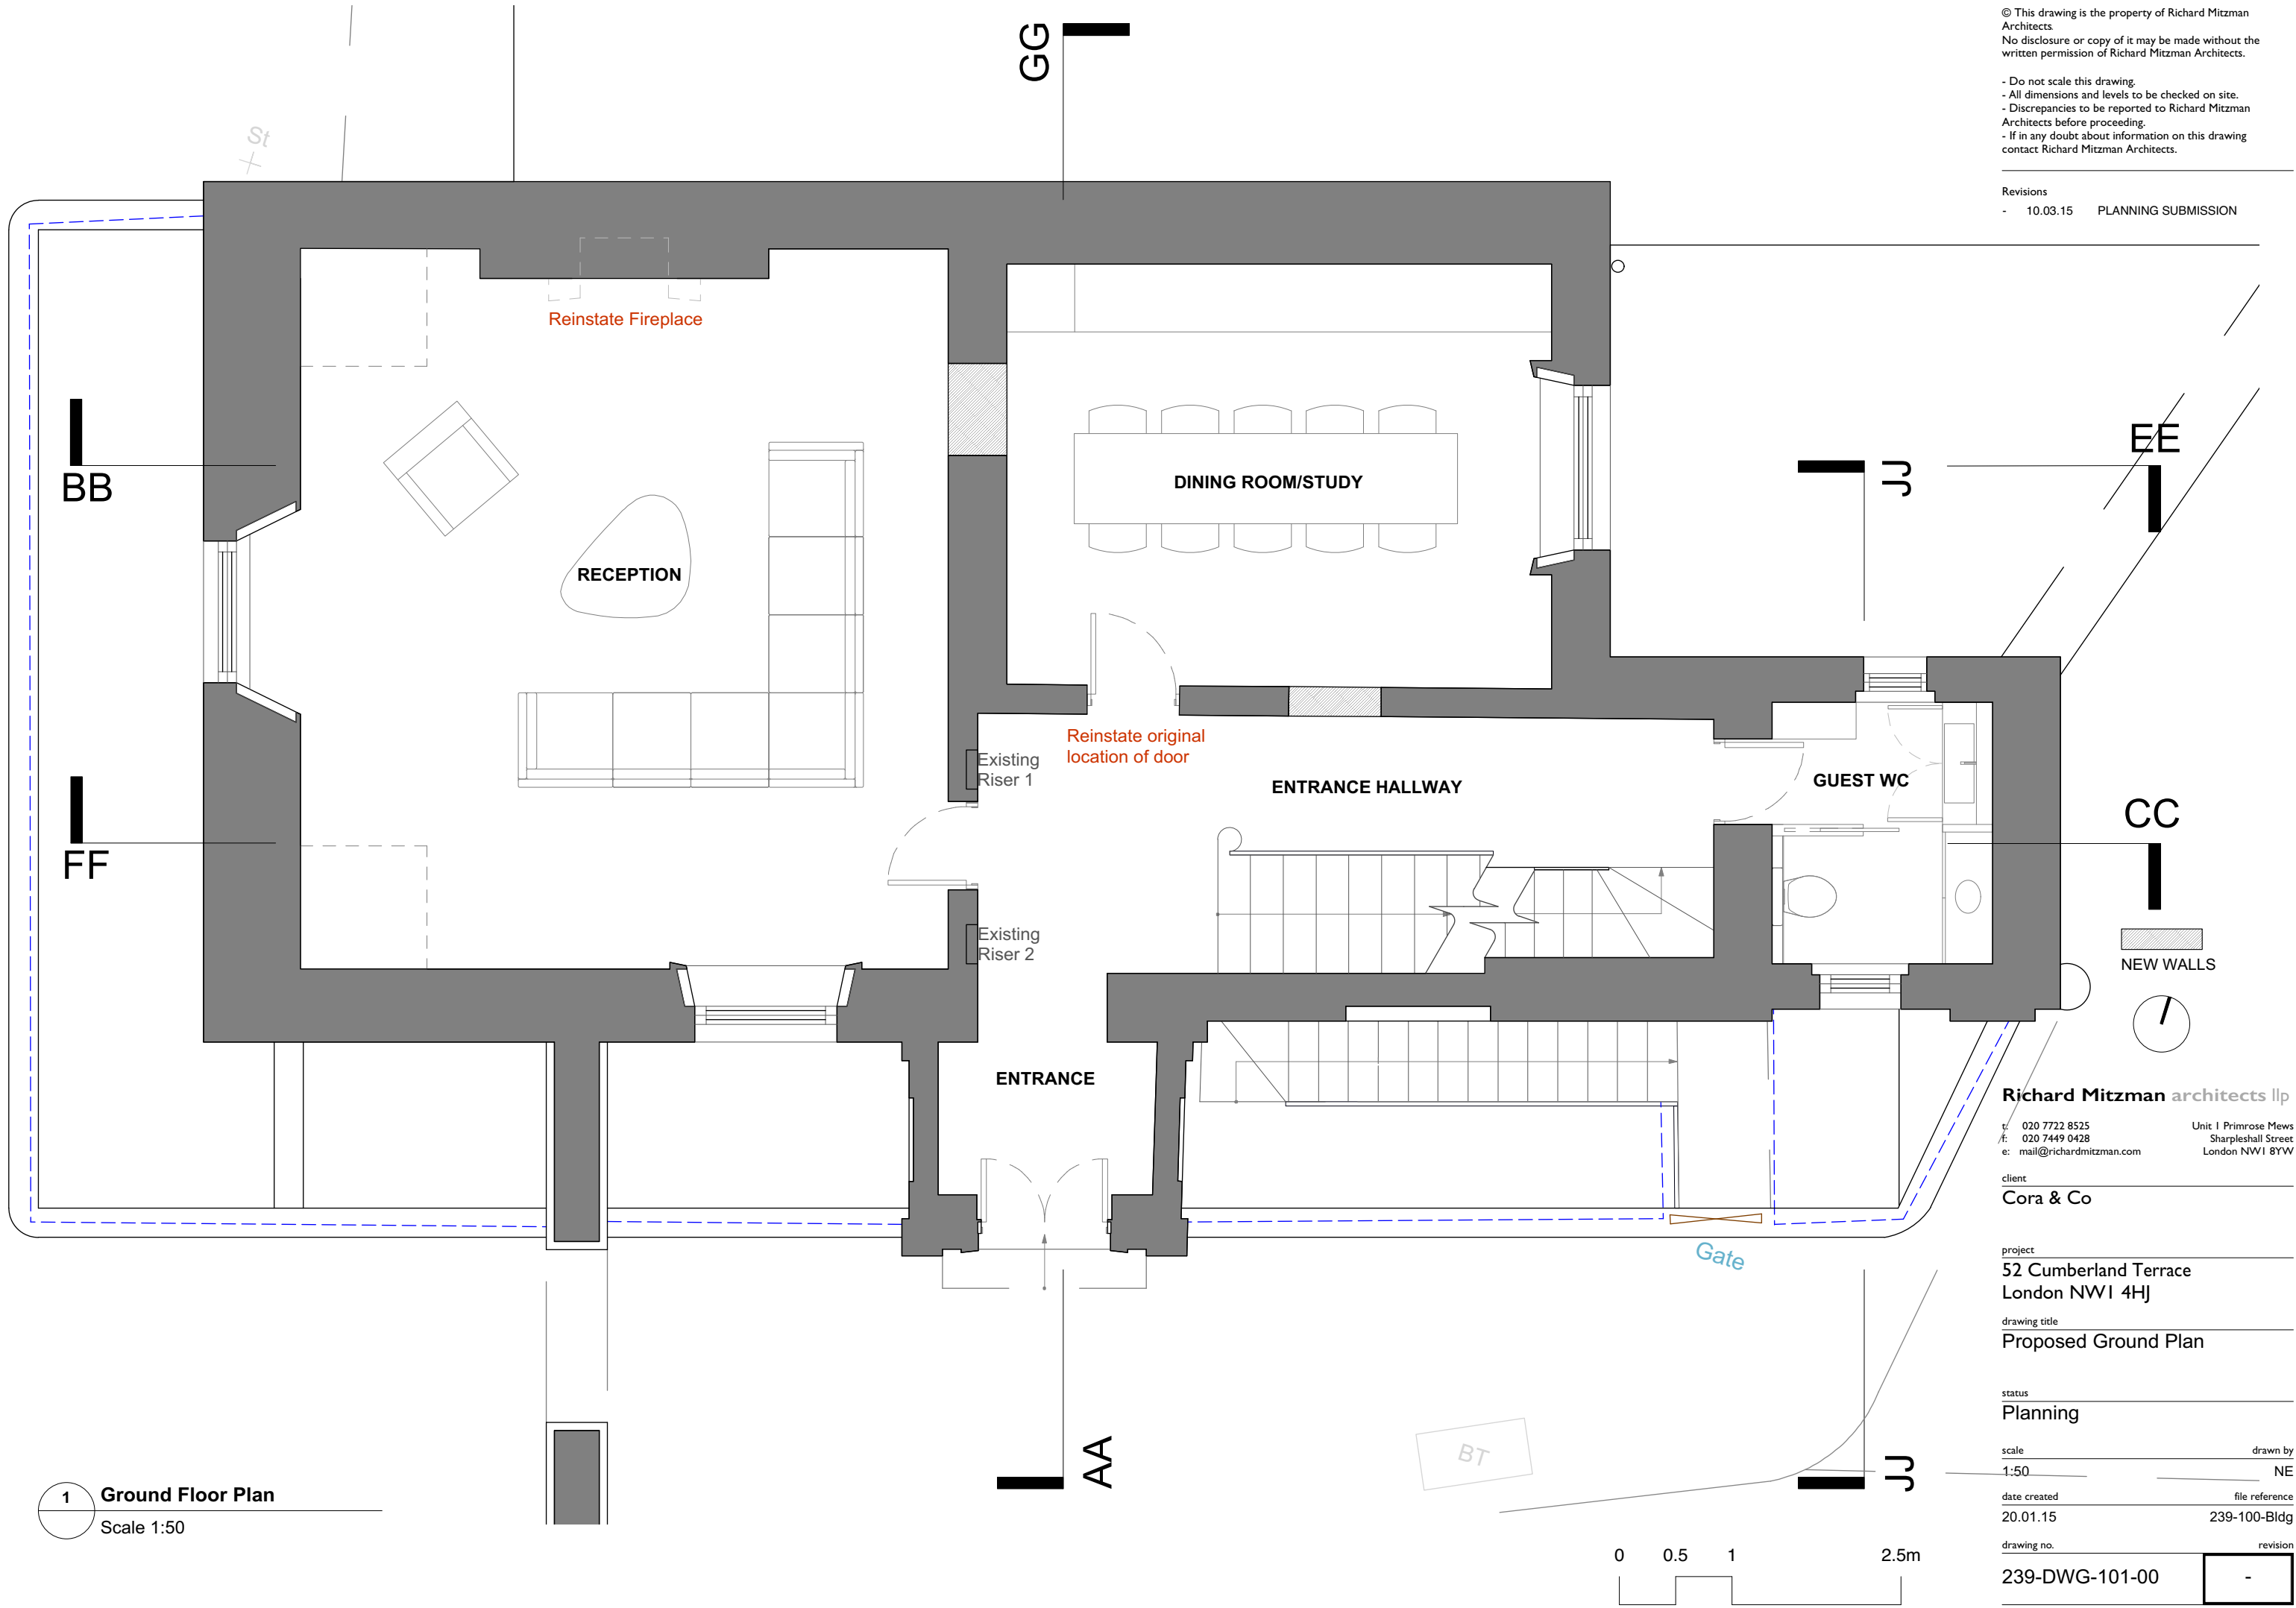 © This drawing is the property of Richard Mitzman
Architects.
No disclosure or copy of it may be made without the
written permission of Richard Mitzman Architects.
- Do not scale this drawing.
- All dimensions and levels to be checked on site.
- Discrepancies to be reported to Richard Mitzman
Architects before proceeding.
- If in any doubt about information on this drawing
contact Richard Mitzman Architects.
Revisions
- 10.03.15 PLANNING SUBMISSION
GG
St
Reinstate Fireplace
BB
EE
JJ
DINING ROOM/STUDY
RECEPTION
Reinstate original
location of door
Existing
Riser 1
ENTRANCE HALLWAY
GUEST WC
CC
FF
Existing
Riser 2
NEW WALLS
ENTRANCE
Gate
Richard Mitzman architects llp
t: 020 7722 8525 Unit 1 Primrose Mews
f: 020 7449 0428 Sharpleshall Street
e: mail@richardmitzman.com London NW1 8YW
client
Cora & Co
project
52 Cumberland Terrace
London NW1 4HJ
drawing title
Proposed Ground Plan
status
Planning
scale drawn by
1:50 NE
date created file reference
20.01.15 239-100-Bldg
drawing no. revision
239-DWG-101-00 -
AA
BT
JJ
1 Ground Floor Plan
Scale 1:50
0 0.5 1 2.5m